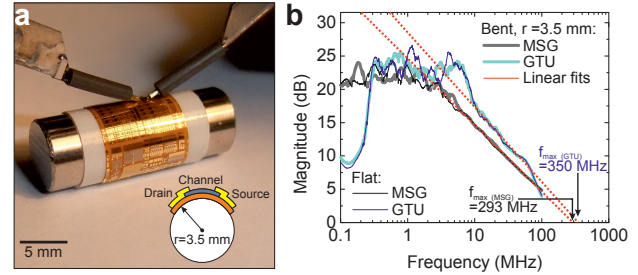 a
Channel
Drain
Source
r=3.5 mm
5 mm
b
Magnitude (dB)
30
25
20
15
10
5
0
Bent, r =3.5 mm:
MSG
GTU
Linear fits
f max (GTU)
=350 MHz
f max (MSG)
=293 MHz
Flat:
MSG
GTU
0.1 1 10 100 1000
Frequency (MHz)